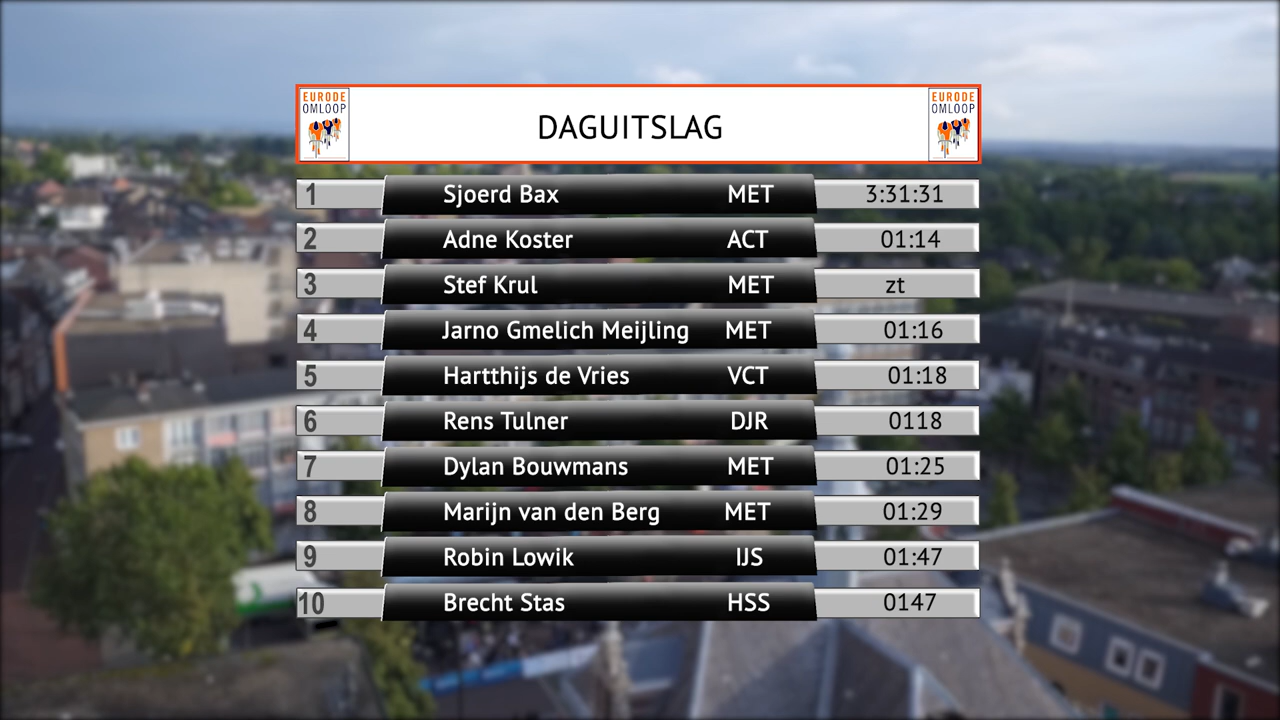 EURODE
OMLOOP
DAGUITSLAG
EURODE
OMLOOP
1 Sjoerd Bax MET 3:31:31
2 Adne Koster ACT 01:14
3 Stef Krul MET zt
4 Jarno Gmelich Meijling MET 01:16
5 Hartthijs de Vries VCT 01:18
6 Rens Tulner DJR 0118
7 Dylan Bouwmans MET 01:25
8 Marijn van den Berg MET 01:29
9 Robin Lowik IJS 01:47
10 Brecht Stas HSS 0147